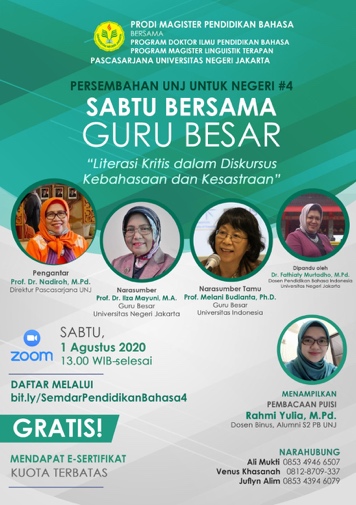 PRODI MAGISTER PENDIDIKAN BAHASA
BERSAMA
PROGRAM DOKTOR ILMU PENDIDIKAN BAHASA
PROGRAM MAGISTER LINGUISTIK TERAPAN
PASCASARJANA UNIVERSITAS NEGERI JAKARTA
PERSEMBAHAN UNJ UNTUK NEGERI #4
SABTU BERSAMA
GURU BESAR
“Literasi Kritis dalam Diskursus
Kebahasaan dan Kesastraan”
Pengantar
Prof. Dr. Nadiroh, M.Pd.
Direktur Pascasarjana UNJ
Narasumber
Prof. Dr. Ilza Mayuni, M.A.
Guru Besar
Universitas Negeri Jakarta
Narasumber Tamu
Prof. Melani Budianta, Ph.D.
Guru Besar
Universitas Indonesia
Dipandu oleh
Dr. Fathiaty Murtadho, M.Pd.
Dosen Pendidikan Bahasa Indonesia
Universitas Negeri Jakarta
zoom
SABTU,
1 Agustus 2020
13.00 WIB-selesai
DAFTAR MELALUI
bit.ly/SemdarPendidikanBahasa4
GRATIS!
MENDAPAT E-SERTIFIKAT
KUOTA TERBATAS
MENAMPILKAN
PEMBACAAN PUISI
Rahmi Yulia, M.Pd.
Dosen Binus, Alumni S2 PB UNJ
NARAHUBUNG
Ali Mukti 0853 4946 6507
Venus Khasanah 0812-8709-337
Juflyn Alim 0853 4394 6079